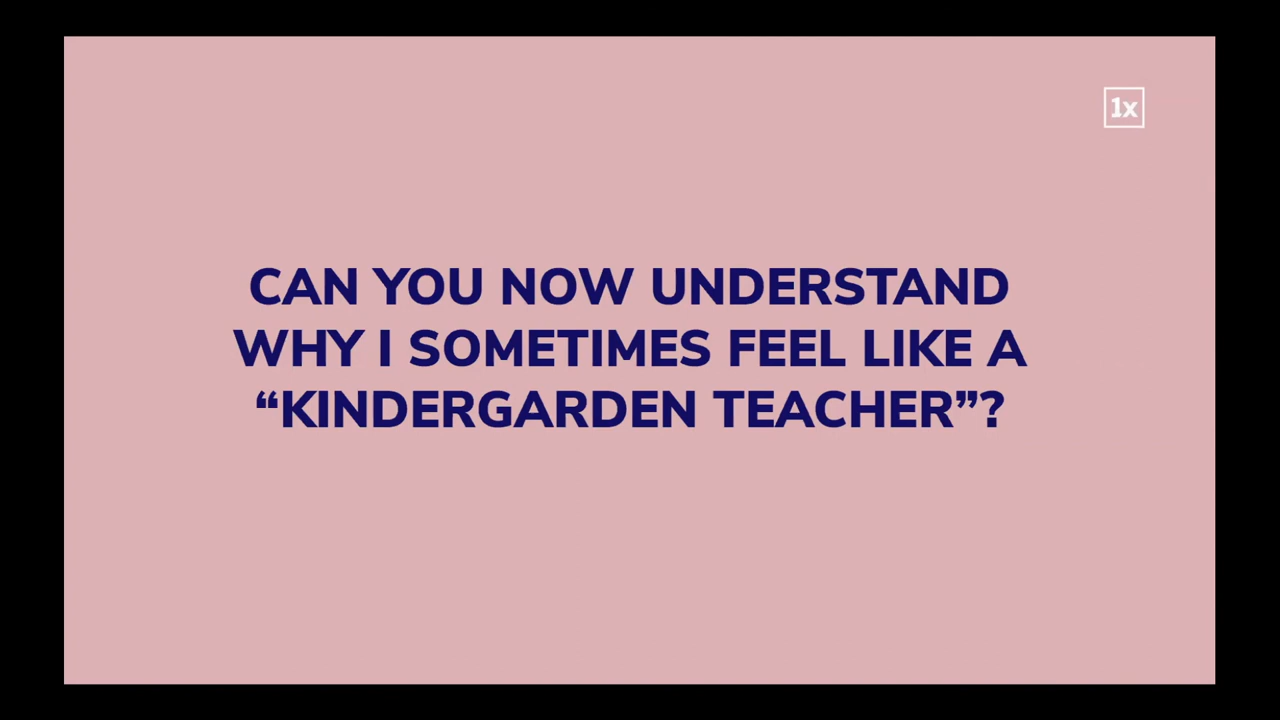 1x
CAN YOU NOW UNDERSTAND
WHY I SOMETIMES FEEL LIKE A
“KINDERGARDEN TEACHER”?